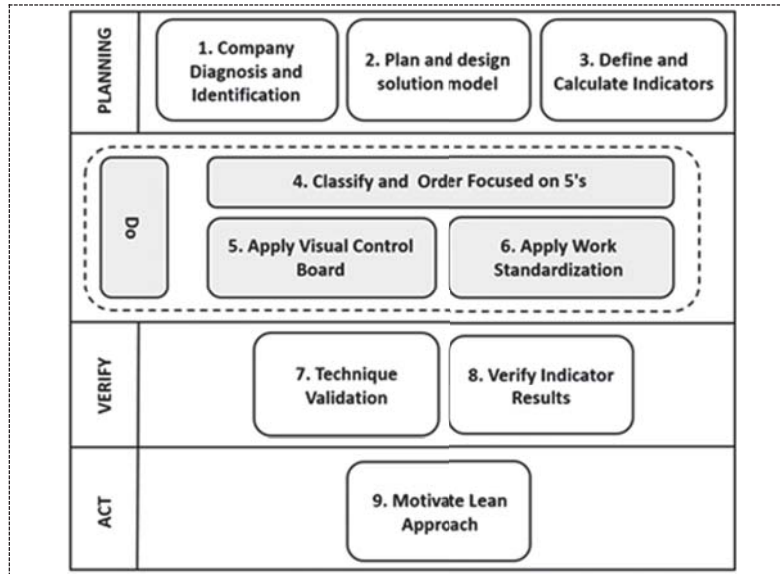 PLANNING
1. Company
Diagnosis and
Identification
2. Plan and design
solution model
3. Define and
Calculate Indicators
Do
4. Classify and Order Focused on 5's
5. Apply Visual Control
Board
6. Apply Work
Standardization
VERIFY
7. Technique
Validation
8. Verify Indicator
Results
ACT
9. Motivate Lean
Approach